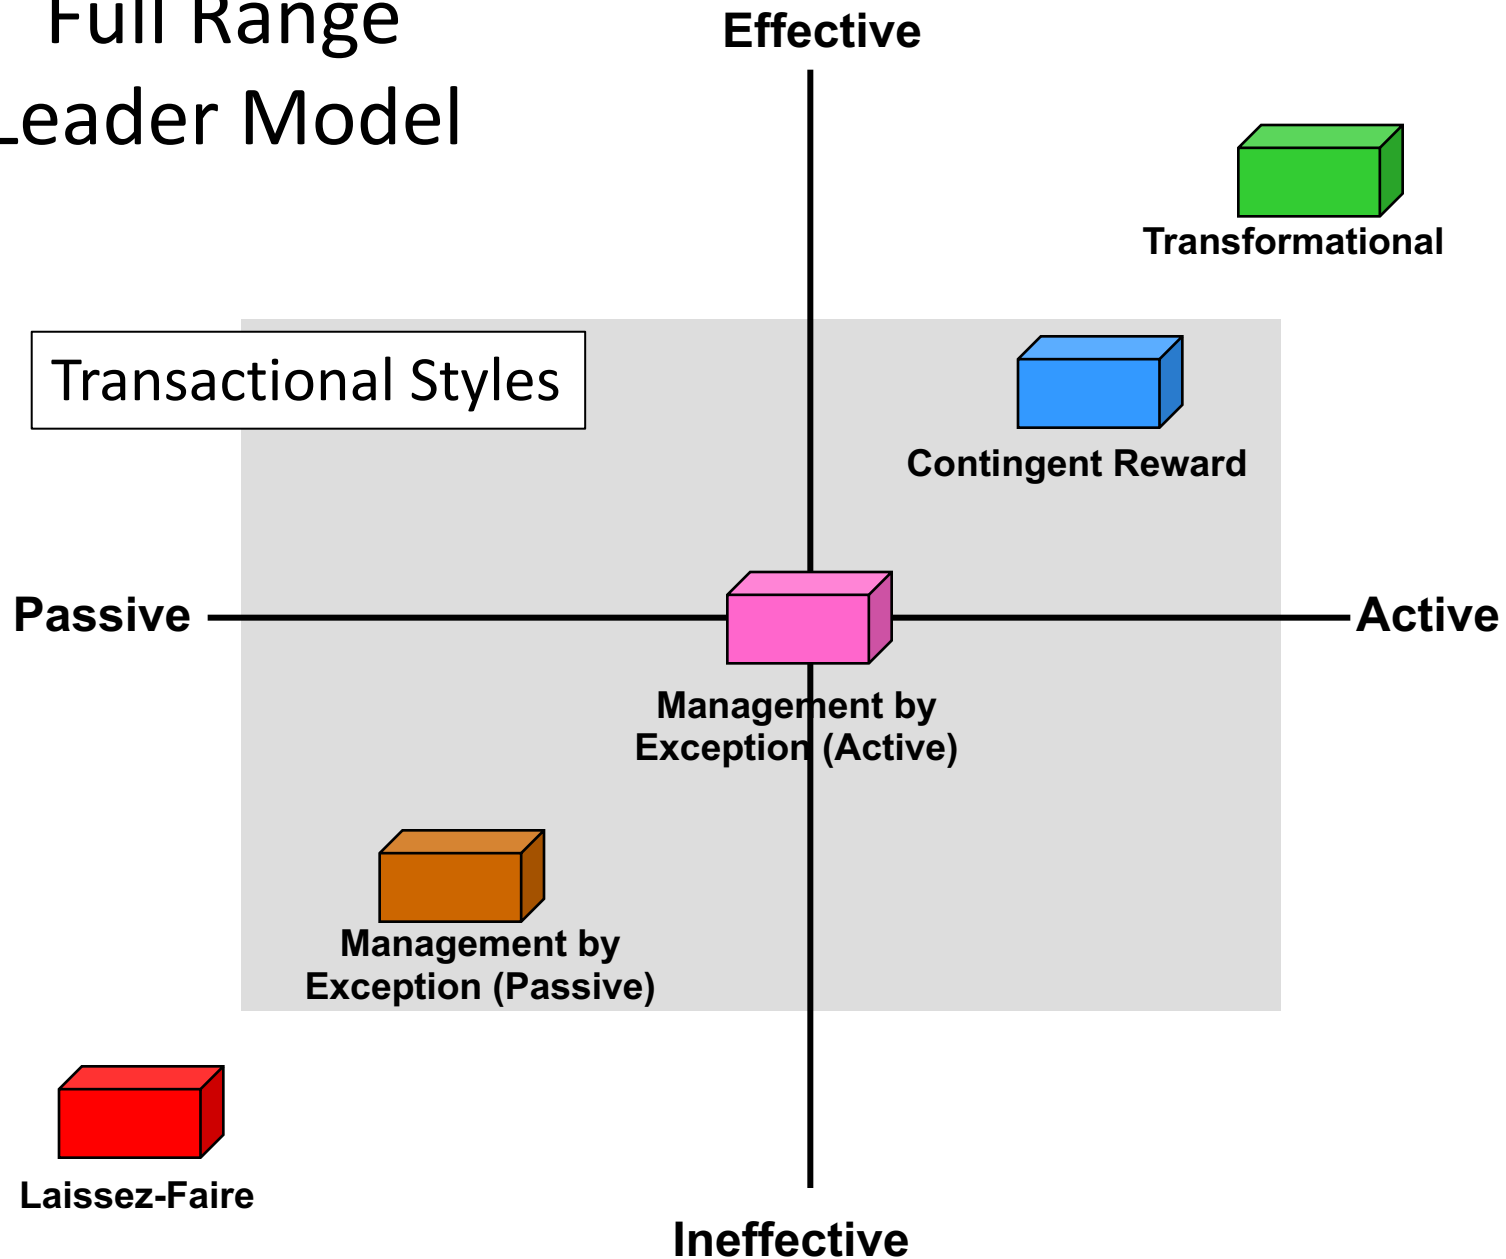 Full Range
Leader Model
Effective
Transformational
Transactional Styles
Contingent Reward
Passive
Active
Management by
Exception (Active)
Management by
Exception (Passive)
Laissez-Faire
Ineffective